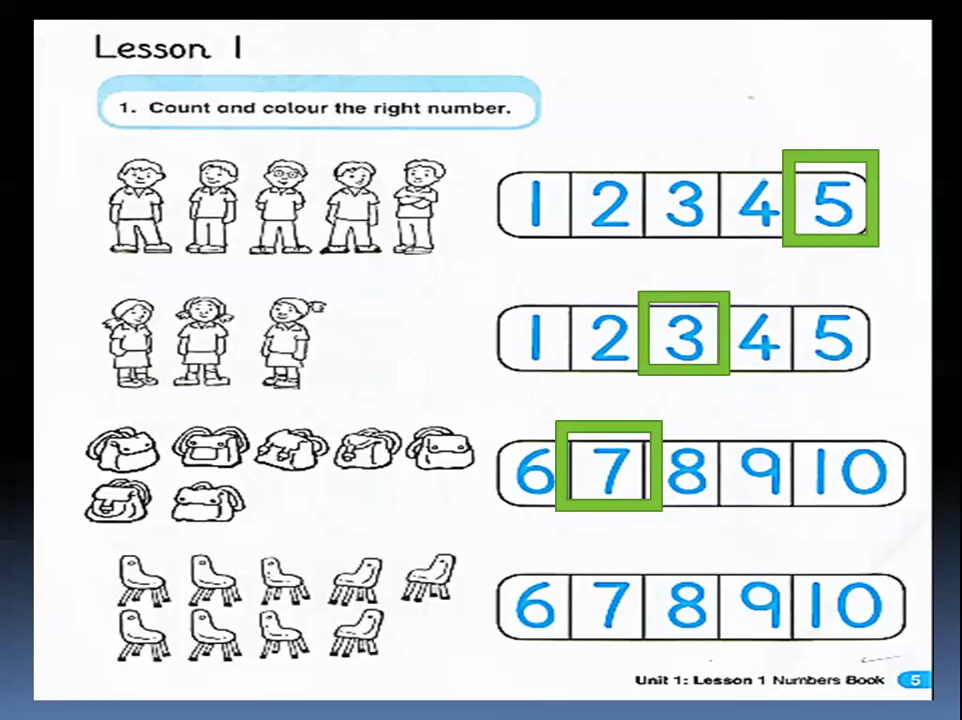 Lesson 1
1. Count and colour the right number.
1 2 3 4 5
1 2 3 4 5
6 7 8 9 10
6 7 8 9 10
Unit 1: Lesson 1 Numbers Book 5